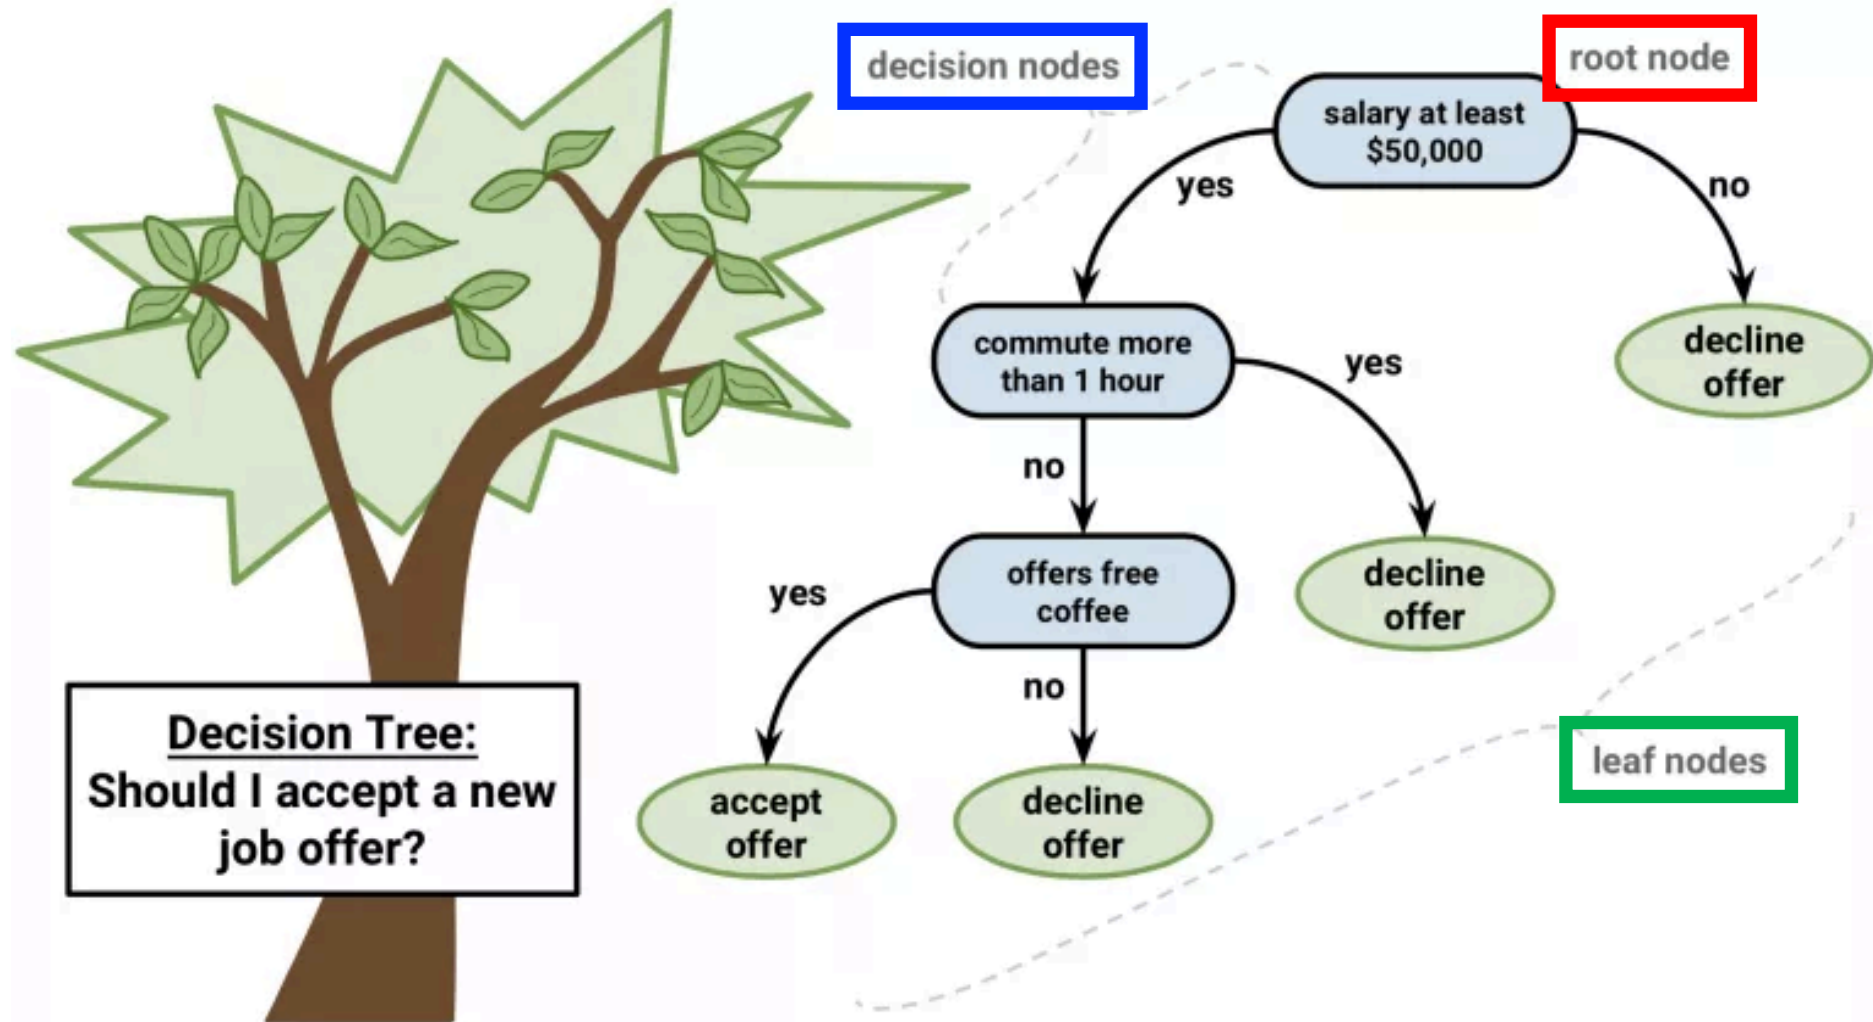 decision nodes
root node
salary at least
$50,000
yes
no
commute more
than 1 hour
yes
decline
offer
no
offers free
coffee
decline
offer
yes
no
leaf nodes
Decision Tree:
Should I accept a new
job offer?
accept
offer
decline
offer